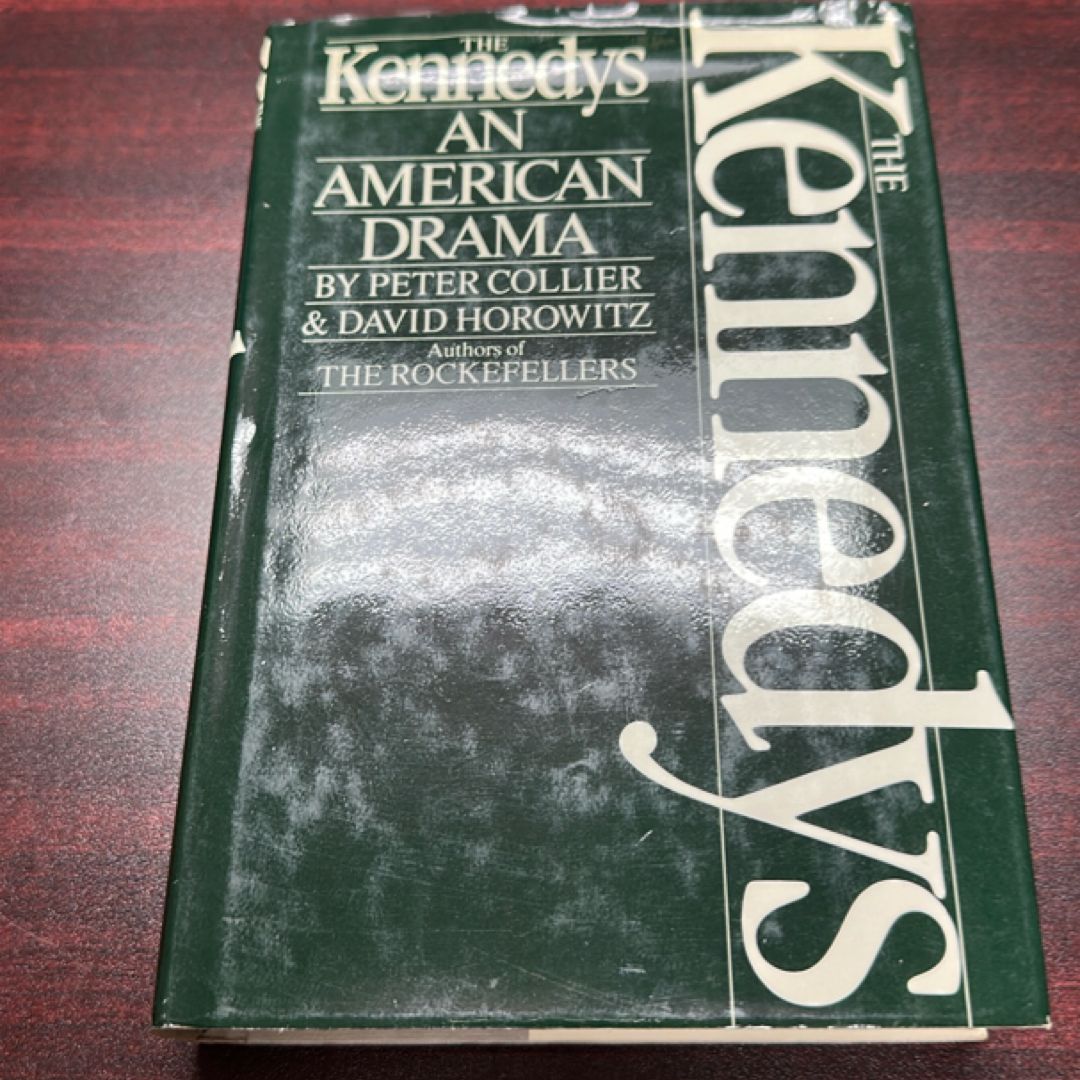 THE
Kennedys
AN
AMERICAN
DRAMA
BY PETER COLLIER
& DAVID HOROWITZ
Authors of
THE ROCKEFELLERS
THE
Kennedys